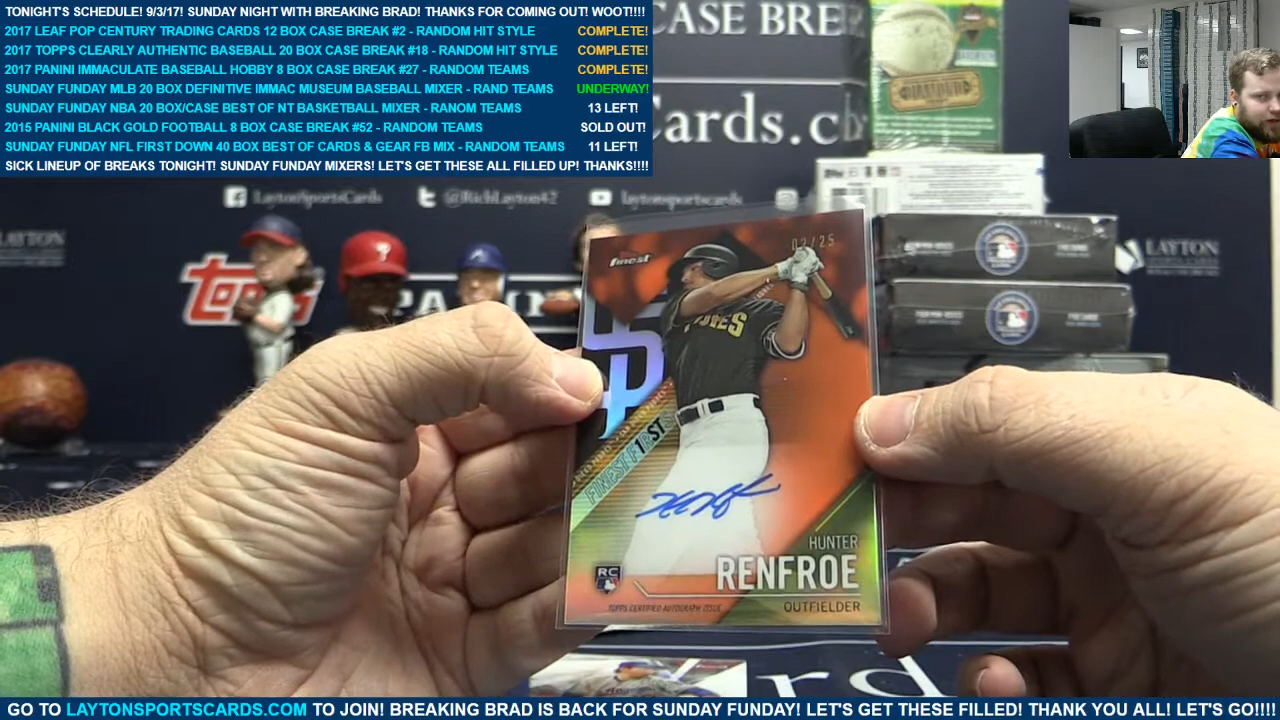 TONIGHT'S SCHEDULE! 9/3/17! SUNDAY NIGHT WITH BREAKING BRAD! THANKS FOR COMING OUT! WOOT!!!!
2017 LEAF POP CENTURY TRADING CARDS 12 BOX CASE BREAK #2 - RANDOM HIT STYLE COMPLETE!
2017 TOPPS CLEARLY AUTHENTIC BASEBALL 20 BOX CASE BREAK #18 - RANDOM HIT STYLE COMPLETE!
2017 PANINI IMMACULATE BASEBALL HOBBY 8 BOX CASE BREAK #27 - RANDOM TEAMS COMPLETE!
SUNDAY FUNDAY MLB 20 BOX DEFINITIVE IMMAC MUSEUM BASEBALL MIXER - RAND TEAMS UNDERWAY!
SUNDAY FUNDAY NBA 20 BOX/CASE BEST OF NT BASKETBALL MIXER - RANOM TEAMS 13 LEFT!
2015 PANINI BLACK GOLD FOOTBALL 8 BOX CASE BREAK #52 - RANDOM TEAMS SOLD OUT!
SUNDAY FUNDAY NFL FIRST DOWN 40 BOX BEST OF CARDS & GEAR FB MIX - RANDOM TEAMS 11 LEFT!
SICK LINEUP OF BREAKS TONIGHT! SUNDAY FUNDAY MIXERS! LET'S GET THESE ALL FILLED UP! THANKS!!!!
CASE BRE
Cards.c
LaytonSportsCards @RichLayton42 laytonsportscards
LAYTON
LAYTON
Topps
PANIN
finest
02/25
PADRES
SD
FINEST F1RST
HUNTER
RENFROE
OUTFIELDER
RC
TOPPS CERTIFIED AUTOGRAPH ISSUE
rd
GO TO LAYTONSPORTSCARDS.COM TO JOIN! BREAKING BRAD IS BACK FOR SUNDAY FUNDAY! LET'S GET THESE FILLED! THANK YOU ALL! LET'S GO!!!!